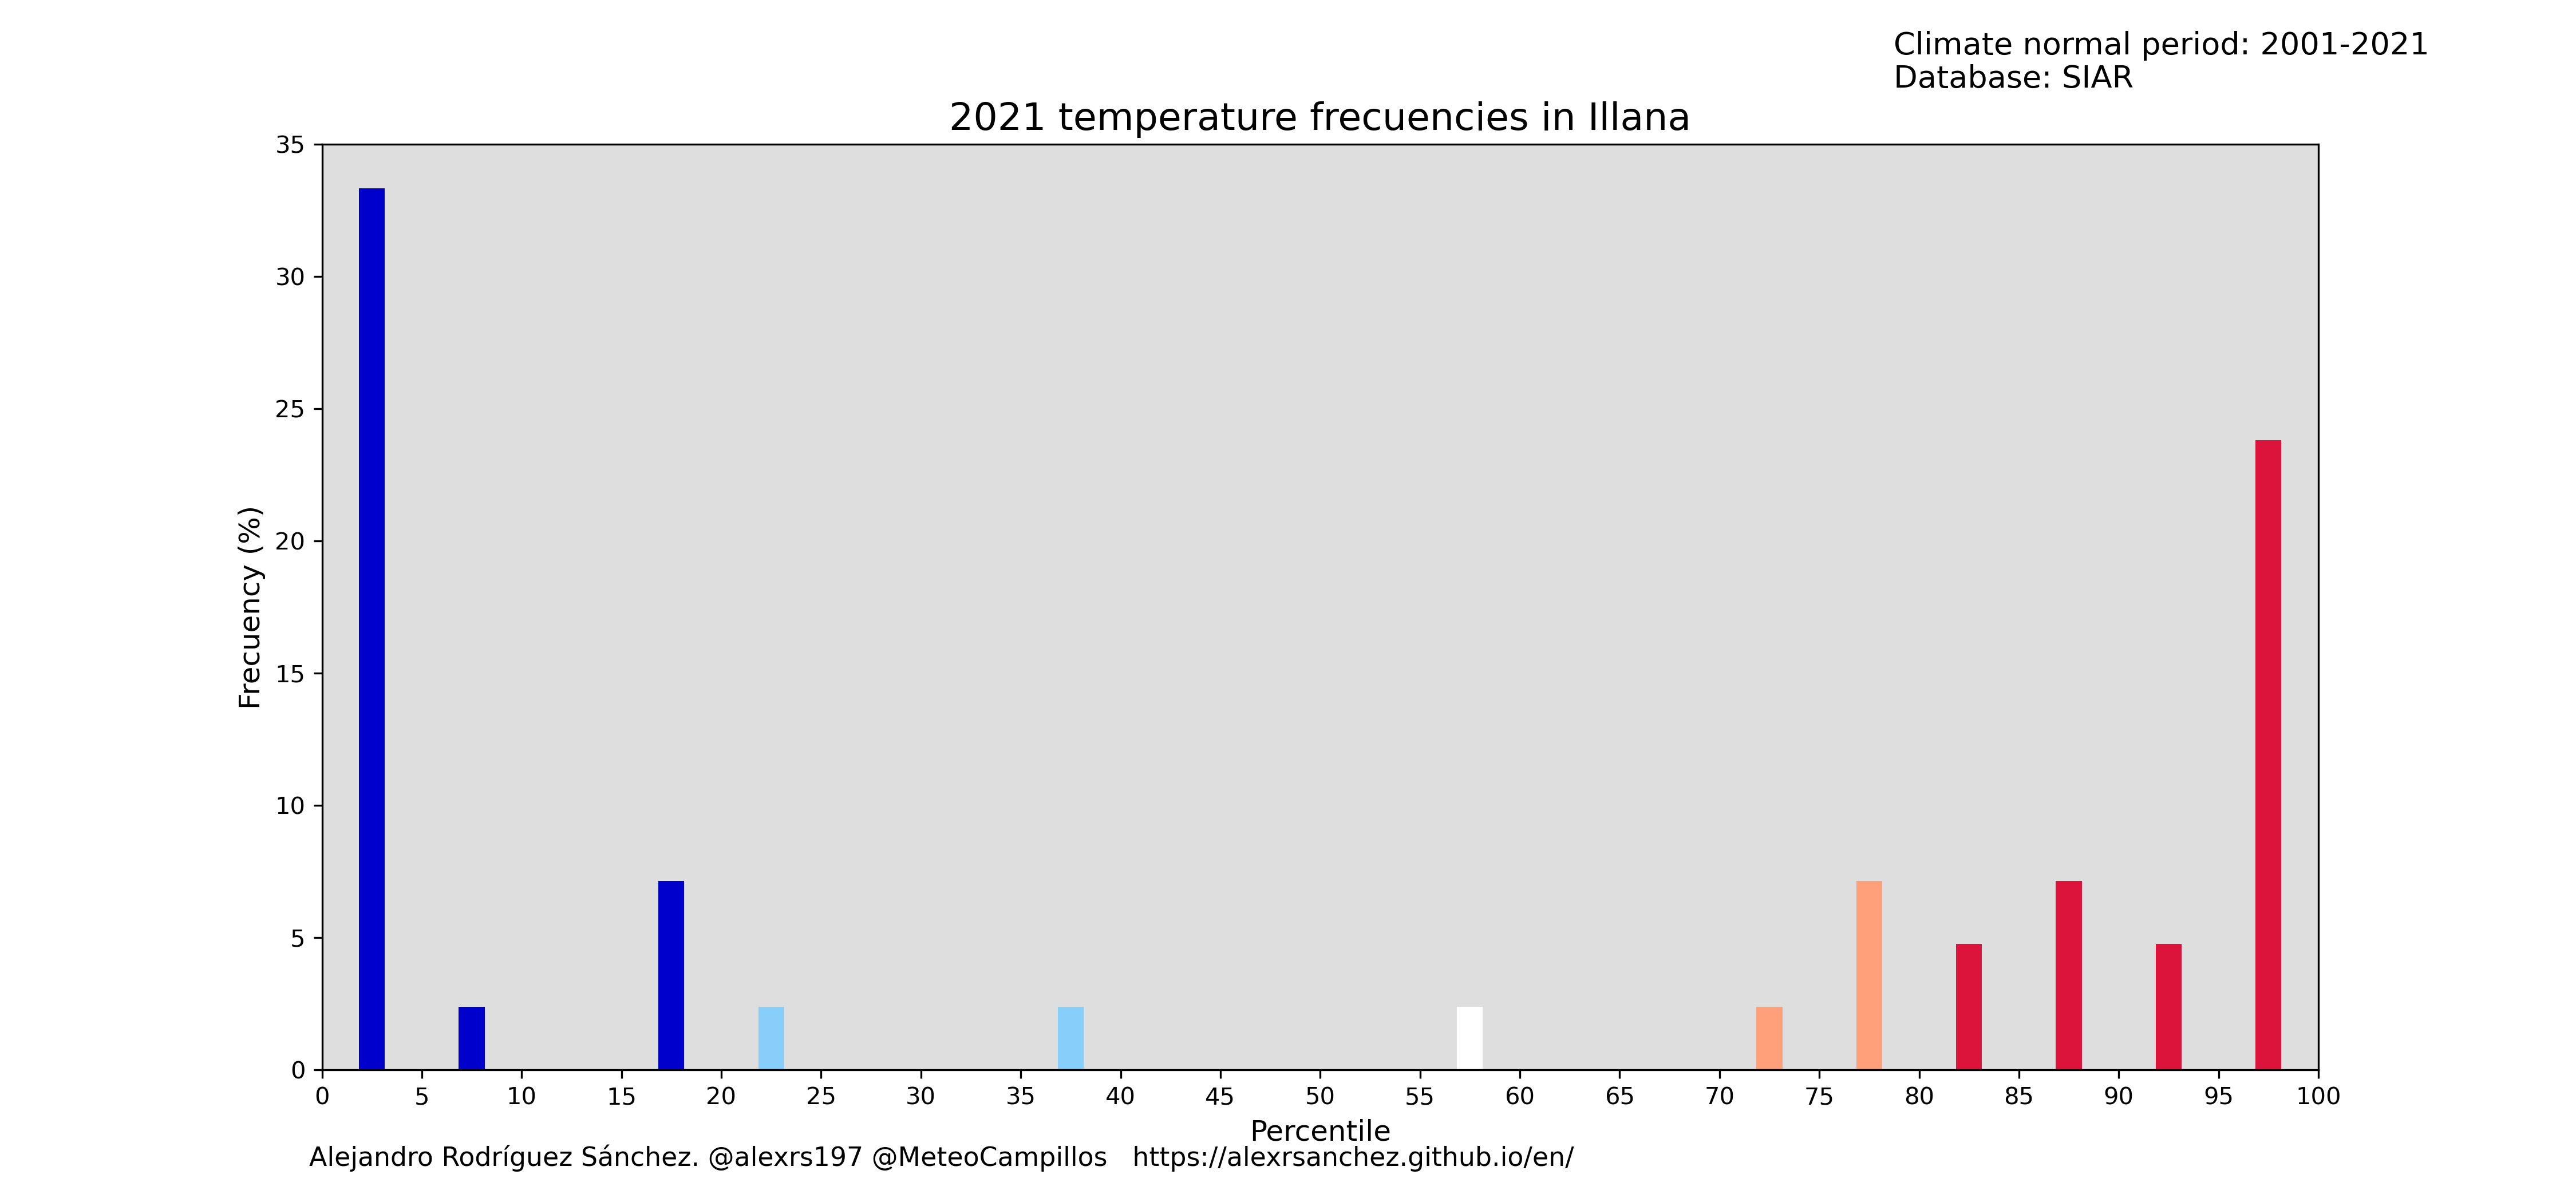 Climate normal period: 2001-2021
Database: SIAR
2021 temperature frecuencies in Illana
35
30
25
20
15
10
5
0
Frecuency (%)
0 5 10 15 20 25 30 35 40 45 50 55 60 65 70 75 80 85 90 95 100
Percentile
Alejandro Rodríguez Sánchez. @alexrs197 @MeteoCampillos https://alexrsanchez.github.io/en/